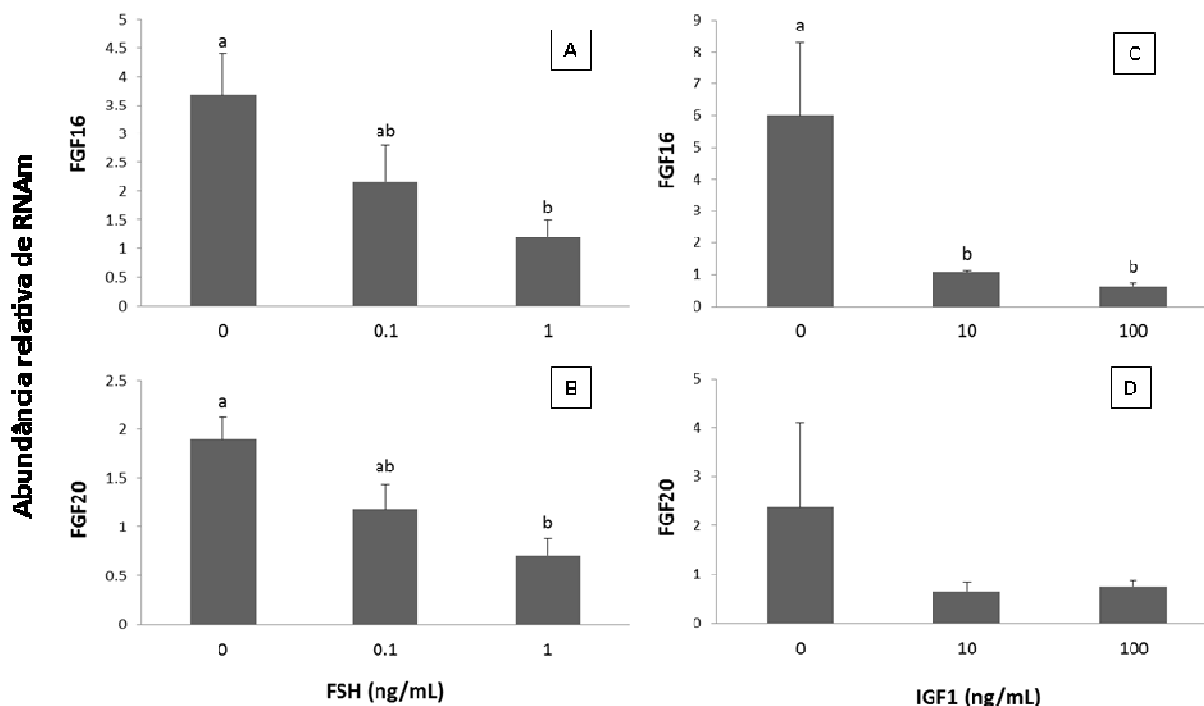 Abundância relativa de RNAm
A
FGF16
5
4.5
4
3.5
3
2.5
2
1.5
1
0.5
0
a
ab
b
0
0.1
1
C
FGF16
9
8
7
6
5
4
3
2
1
0
a
b
b
0
10
100
B
FGF20
2.5
2
1.5
1
0.5
0
a
ab
b
0
0.1
1
FSH (ng/mL)
D
FGF20
5
4
3
2
1
0
0
10
100
IGF1 (ng/mL)